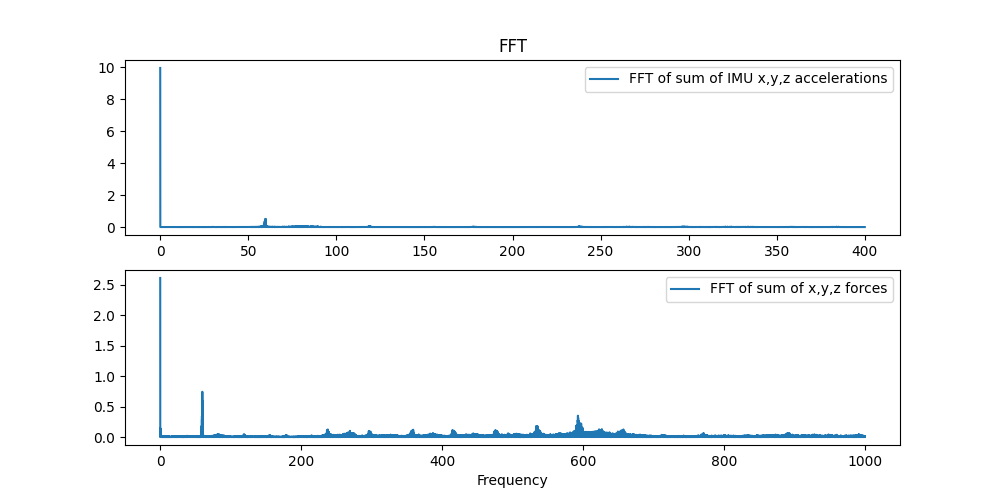 FFT
FFT of sum of IMU x,y,z accelerations
10
8
6
4
2
0
0 50 100 150 200 250 300 350 400
FFT of sum of x,y,z forces
2.5
2.0
1.5
1.0
0.5
0.0
0 200 400 600 800 1000
Frequency